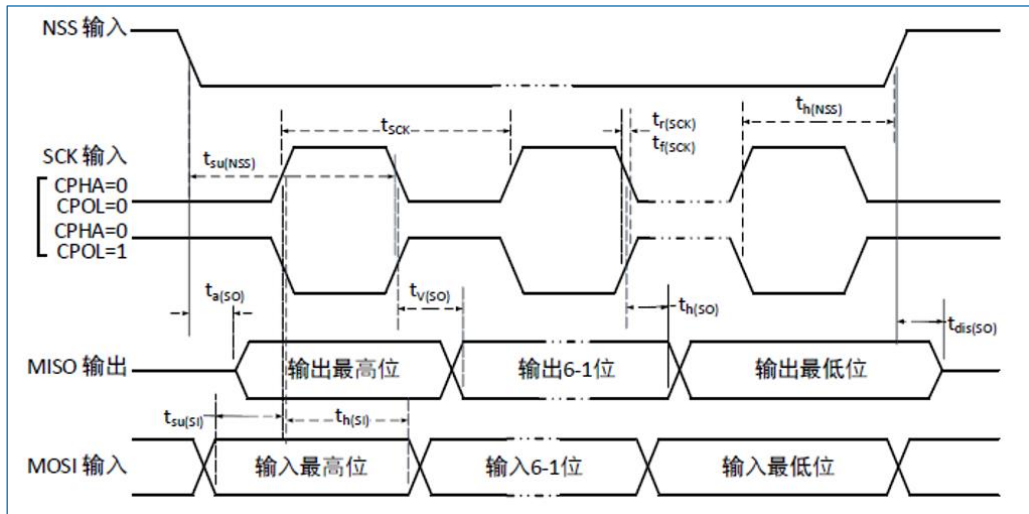 NSS 输入
tSCK
tr(SCK)
tf(SCK)
th(NSS)
SCK 输入
tsu(NSS)
CPHA=0
CPOL=0
CPHA=0
CPOL=1
ta(SO)
tV(SO)
th(SO)
tdis(SO)
MISO 输出
输出最高位
输出6-1位
输出最低位
tsu(SI)
th(SI)
MOSI 输入
输入最高位
输入6-1位
输入最低位